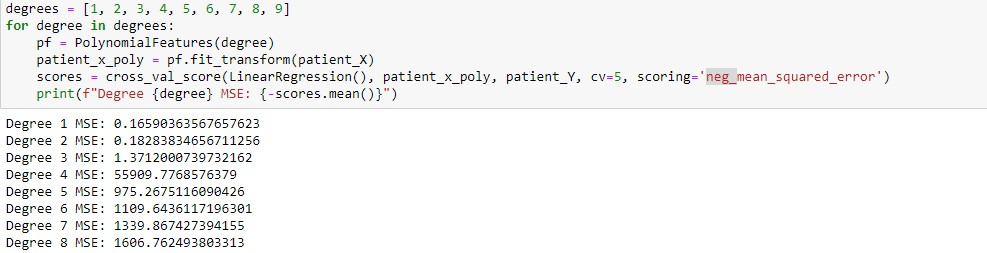 degrees = [1, 2, 3, 4, 5, 6, 7, 8, 9]
for degree in degrees:
    pf = PolynomialFeatures(degree)
    patient_x_poly = pf.fit_transform(patient_X)
    scores = cross_val_score(LinearRegression(), patient_x_poly, patient_Y, cv=5, scoring='neg_mean_squared_error')
    print(f"Degree {degree} MSE: {-scores.mean()}")
Degree 1 MSE: 0.16590363567657623
Degree 2 MSE: 0.18283834656711256
Degree 3 MSE: 1.3712000739732162
Degree 4 MSE: 55909.7768576379
Degree 5 MSE: 975.2675116090426
Degree 6 MSE: 1109.6436117196301
Degree 7 MSE: 1339.867427394155
Degree 8 MSE: 1606.762493803313